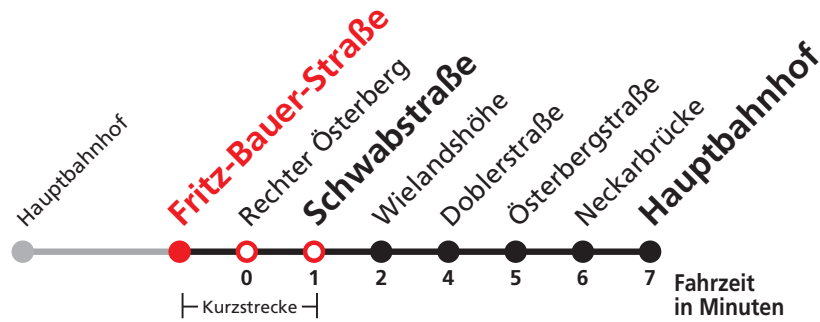 Hauptbahnhof
Fritz-Bauer-Straße
Rechter Österberg
Schwabstraße
Wielandshöhe
Doblerstraße
Österbergstraße
Neckarbrücke
Hauptbahnhof
0 1 2 4 5 6 7
Fahrzeit
in Minuten
Kurzstrecke